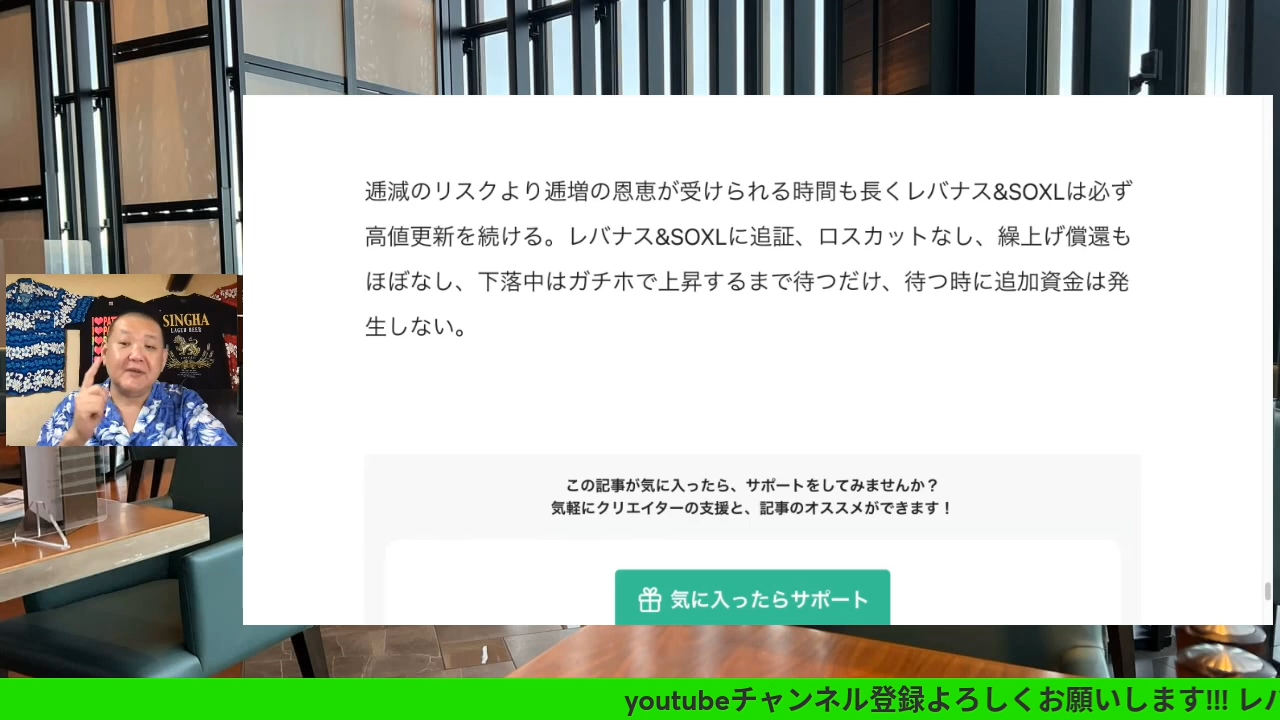 逓減のリスクより逓増の恩恵が受けられる時間も長くレバナス&SOXLは必ず
高値更新を続ける。レバナス&SOXLに追証、ロスカットなし、繰上げ償還も
ほぼなし、下落中はガチホで上昇するまで待つだけ、待つ時に追加資金は発
生しない。
SINGHA
LAGER BEER
この記事が気に入ったら、サポートをしてみませんか？
気軽にクリエイターの支援と、記事のオススメができます！
気に入ったらサポート
youtubeチャンネル登録よろしくお願いします!!! レバ